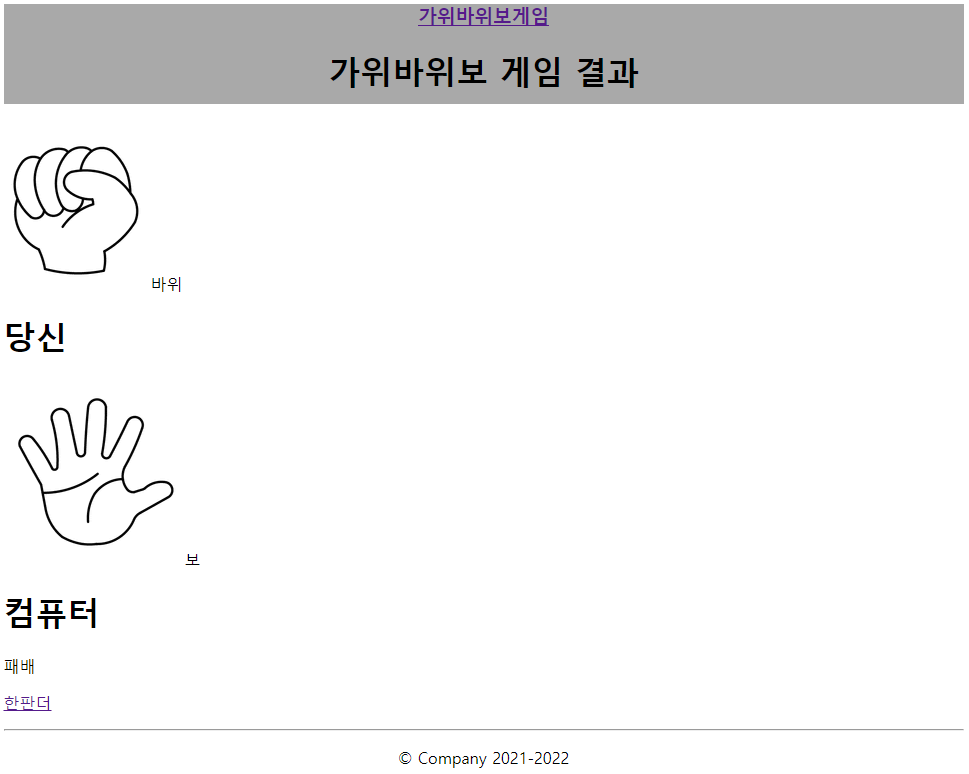 가위바위보게임
가위바위보 게임 결과
바위
당신
보
컴퓨터
패배
한판더
© Company 2021-2022